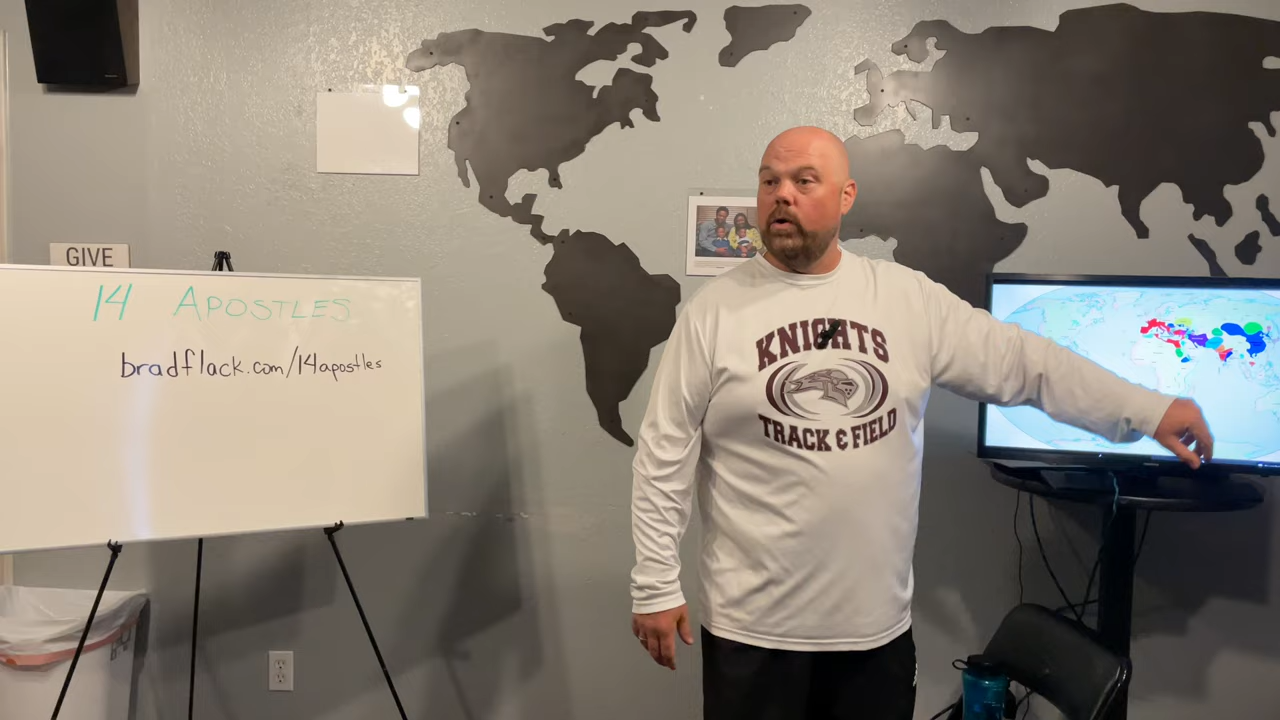 GIVE
14 APOSTLES
bradflack.com/14apostles
KNIGHTS
TRACK & FIELD